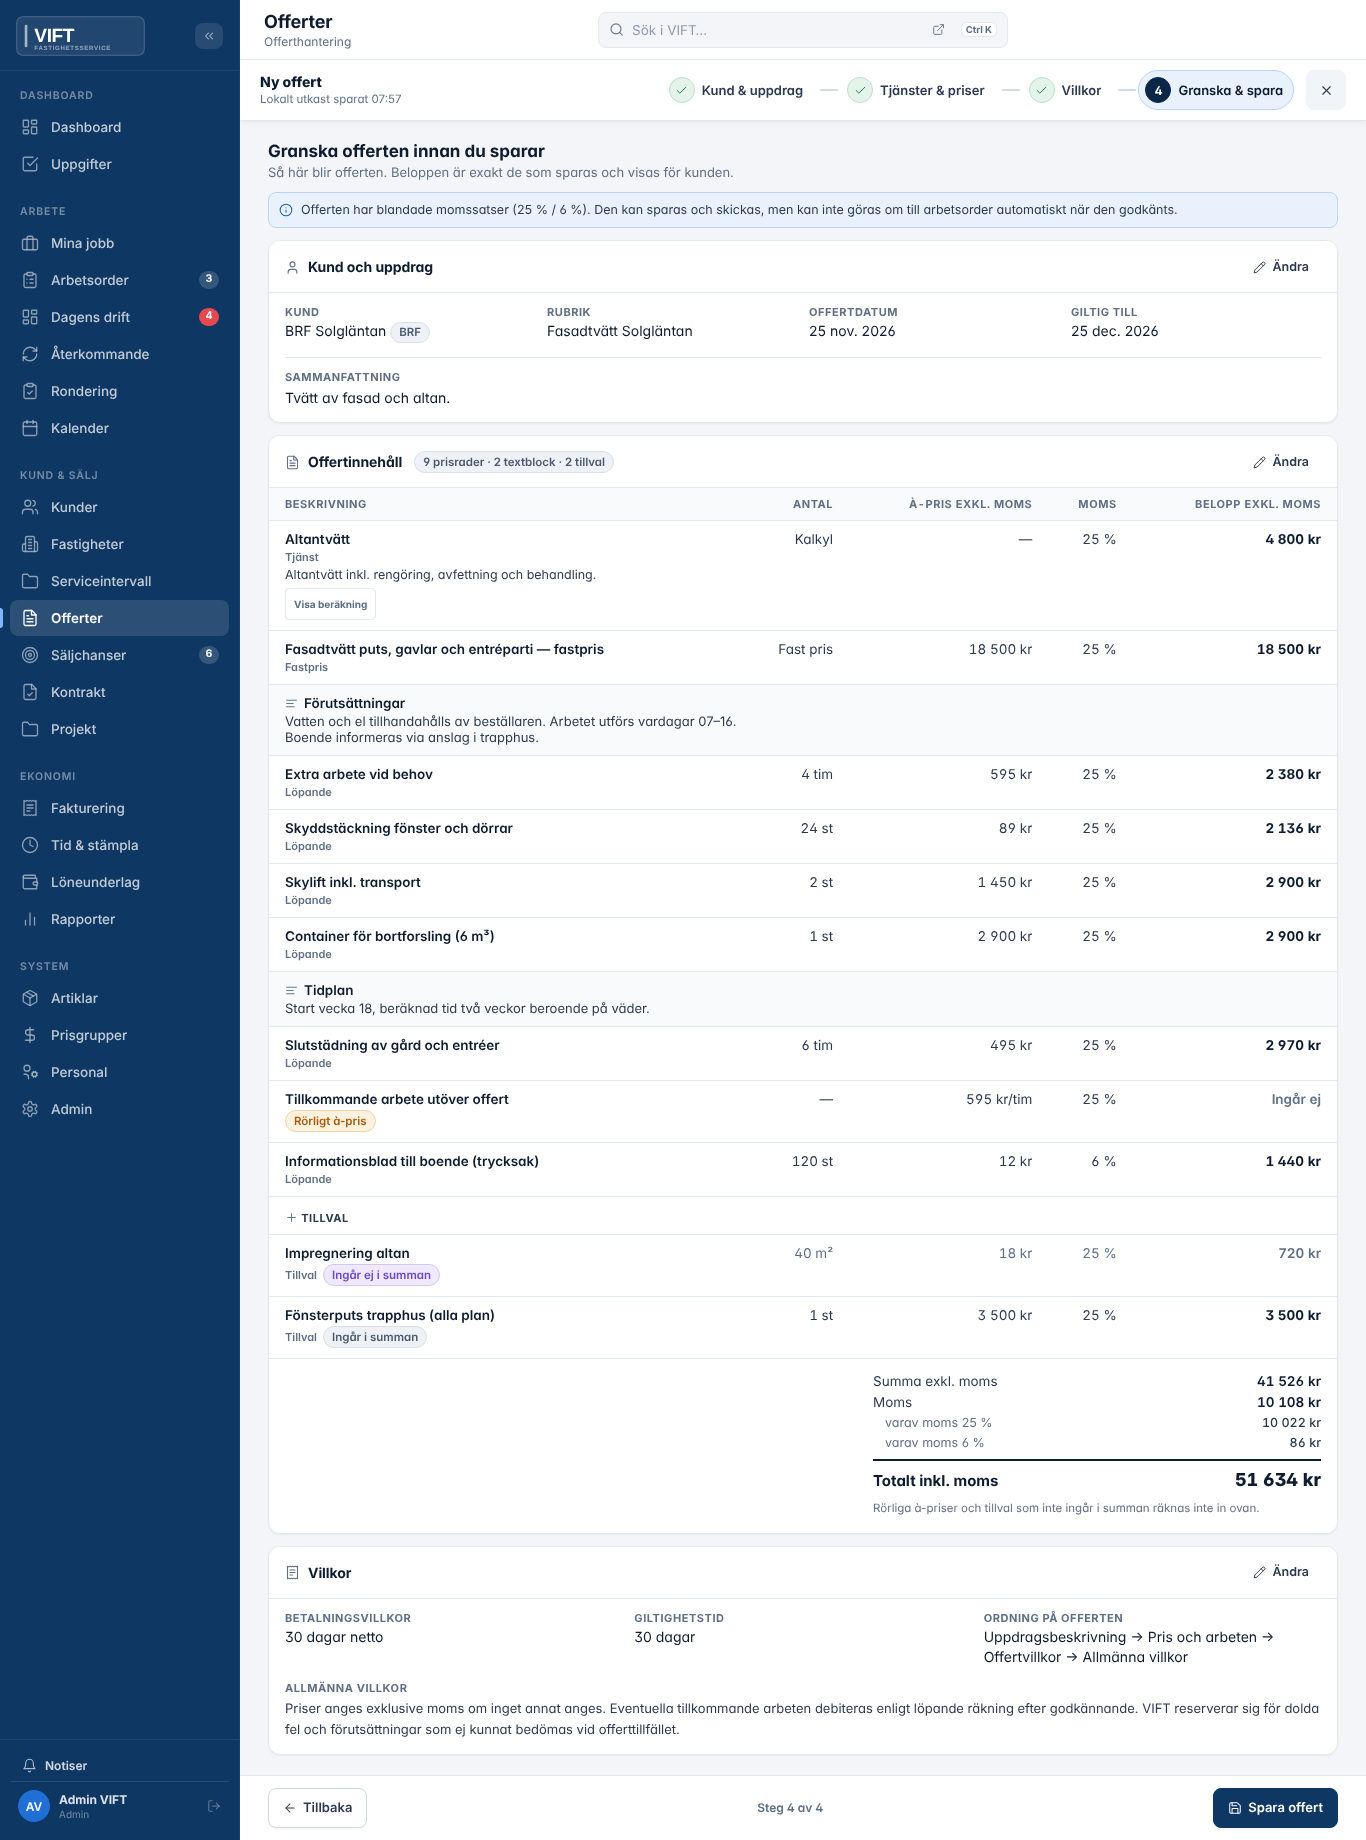 VIFT
FASTIGHETSSERVICE
DASHBOARD
Dashboard
Uppgifter
ARBETE
Mina jobb
Arbetsorder 3
Dagens drift 4
Återkommande
Rondering
Kalender
KUND & SÄLJ
Kunder
Fastigheter
Serviceintervall
Offerter
Säljchanser 6
Kontrakt
Projekt
EKONOMI
Fakturering
Tid & stämpla
Löneunderlag
Rapporter
SYSTEM
Artiklar
Prisgrupper
Personal
Admin
Notiser
AV Admin VIFT
Admin
Offerter
Offerthantering
Sök i VIFT... Ctrl K
Ny offert
Lokalt utkast sparat 07:57
Kund & uppdrag Tjänster & priser Villkor 4 Granska & spara
Granska offerten innan du sparar
Så här blir offerten. Beloppen är exakt de som sparas och visas för kunden.
Offerten har blandade momssatser (25 % / 6 %). Den kan sparas och skickas, men kan inte göras om till arbetsorder automatiskt när den godkänts.
Kund och uppdrag Ändra
KUND RUBRIK OFFERTDATUM GILTIG TILL
BRF Solgläntan BRF Fasadtvätt Solgläntan 25 nov. 2026 25 dec. 2026
SAMMANFATTNING
Tvätt av fasad och altan.
Offertinnehåll 9 prisrader · 2 textblock · 2 tillval Ändra
BESKRIVNING ANTAL À-PRIS EXKL. MOMS MOMS BELOPP EXKL. MOMS
Altantvätt Kalkyl — 25 % 4 800 kr
Tjänst
Altantvätt inkl. rengöring, avfettning och behandling.
Visa beräkning
Fasadtvätt puts, gavlar och entréparti — fastpris Fast pris 18 500 kr 25 % 18 500 kr
Fastpris
Förutsättningar
Vatten och el tillhandahålls av beställaren. Arbetet utförs vardagar 07–16.
Boende informeras via anslag i trapphus.
Extra arbete vid behov 4 tim 595 kr 25 % 2 380 kr
Löpande
Skyddstäckning fönster och dörrar 24 st 89 kr 25 % 2 136 kr
Löpande
Skylift inkl. transport 2 st 1 450 kr 25 % 2 900 kr
Löpande
Container för bortforsling (6 m³) 1 st 2 900 kr 25 % 2 900 kr
Löpande
Tidplan
Start vecka 18, beräknad tid två veckor beroende på väder.
Slutstädning av gård och entréer 6 tim 495 kr 25 % 2 970 kr
Löpande
Tillkommande arbete utöver offert — 595 kr/tim 25 % Ingår ej
Rörligt à-pris
Informationsblad till boende (trycksak) 120 st 12 kr 6 % 1 440 kr
Löpande
+ TILLVAL
Impregnering altan 40 m² 18 kr 25 % 720 kr
Tillval Ingår ej i summan
Fönsterputs trapphus (alla plan) 1 st 3 500 kr 25 % 3 500 kr
Tillval Ingår i summan
Summa exkl. moms 41 526 kr
Moms 10 108 kr
varav moms 25 % 10 022 kr
varav moms 6 % 86 kr
Totalt inkl. moms 51 634 kr
Rörliga à-priser och tillval som inte ingår i summan räknas inte in ovan.
Villkor Ändra
BETALNINGSVILLKOR GILTIGHETSTID ORDNING PÅ OFFERTEN
30 dagar netto 30 dagar Uppdragsbeskrivning → Pris och arbeten →
Offertvillkor → Allmänna villkor
ALLMÄNNA VILLKOR
Priser anges exklusive moms om inget annat anges. Eventuella tillkommande arbeten debiteras enligt löpande räkning efter godkännande. VIFT reserverar sig för dolda
fel och förutsättningar som ej kunnat bedömas vid offerttillfället.
← Tillbaka Steg 4 av 4 Spara offert